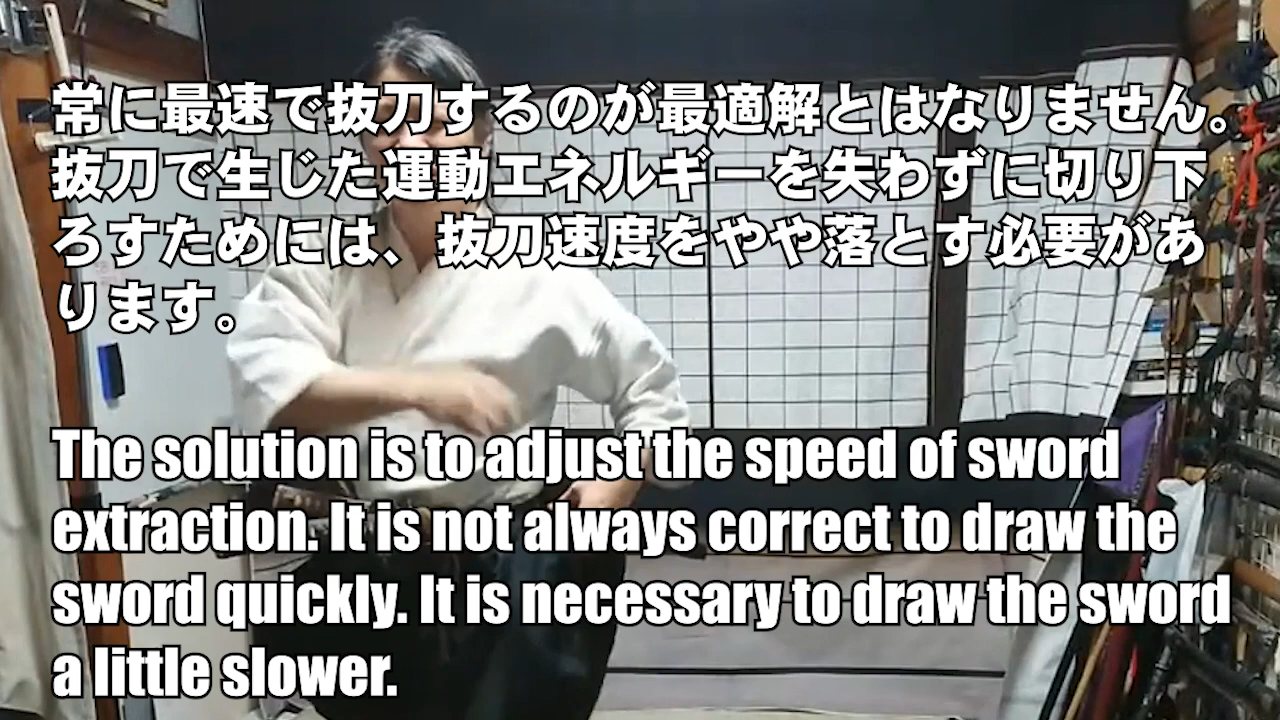 常に最速で抜刀するのが最適解とはなりません。
抜刀で生じた運動エネルギーを失わずに切り下
ろすためには、抜刀速度をやや落とす必要があ
ります。
The solution is to adjust the speed of sword
extraction. It is not always correct to draw the
sword quickly. It is necessary to draw the sword
a little slower.